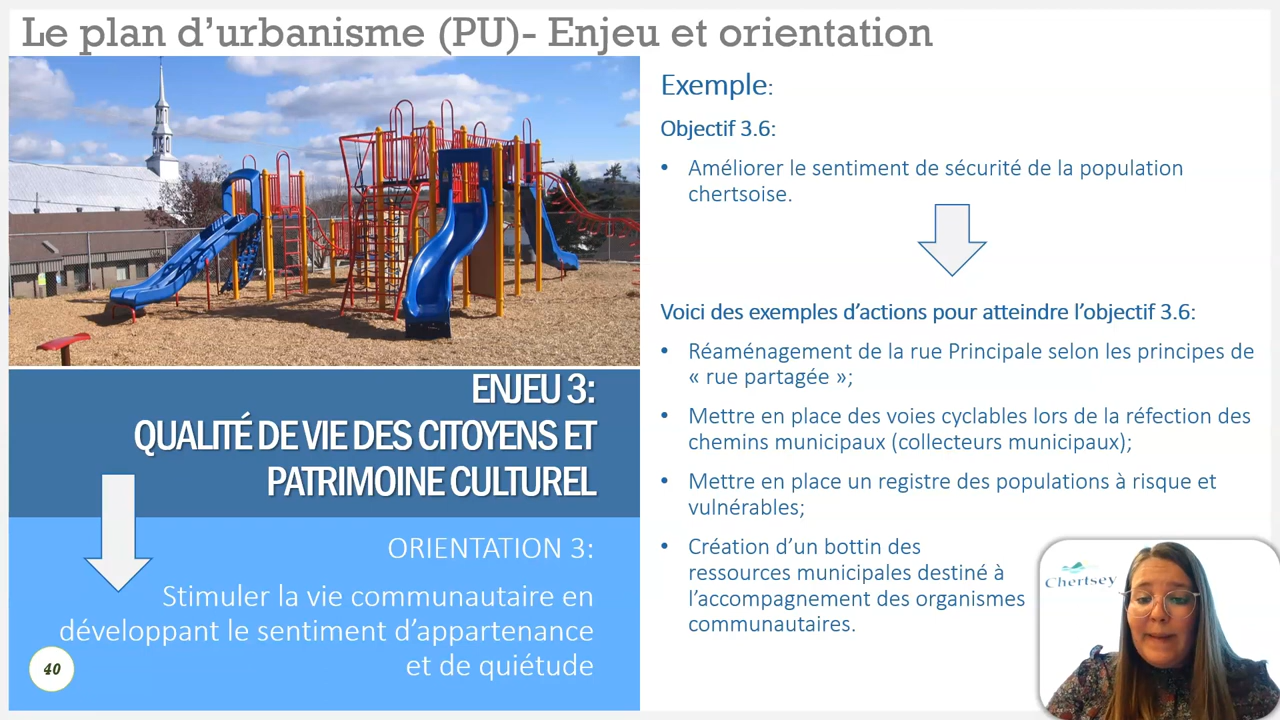 Le plan d’urbanisme (PU)- Enjeu et orientation
ENJEU 3:
QUALITÉ DE VIE DES CITOYENS ET
PATRIMOINE CULTUREL
ORIENTATION 3:
Stimuler la vie communautaire en
développant le sentiment d’appartenance
et de quiétude
40
Exemple:
Objectif 3.6:
• Améliorer le sentiment de sécurité de la population
chertsoise.
Voici des exemples d’actions pour atteindre l’objectif 3.6:
• Réaménagement de la rue Principale selon les principes de
« rue partagée »;
• Mettre en place des voies cyclables lors de la réfection des
chemins municipaux (collecteurs municipaux);
• Mettre en place un registre des populations à risque et
vulnérables;
• Création d’un bottin des
ressources municipales destiné à
l’accompagnement des organismes
communautaires.
Chertsey